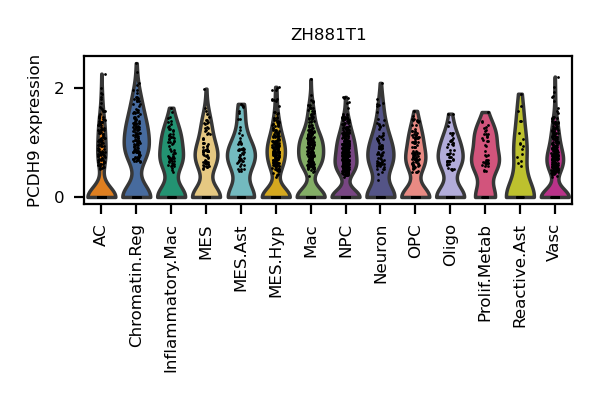 ZH881T1
PCDH9 expression
2
0
AC
Chromatin.Reg
Inflammatory.Mac
MES
MES.Ast
MES.Hyp
Mac
NPC
Neuron
OPC
Oligo
Prolif.Metab
Reactive.Ast
Vasc